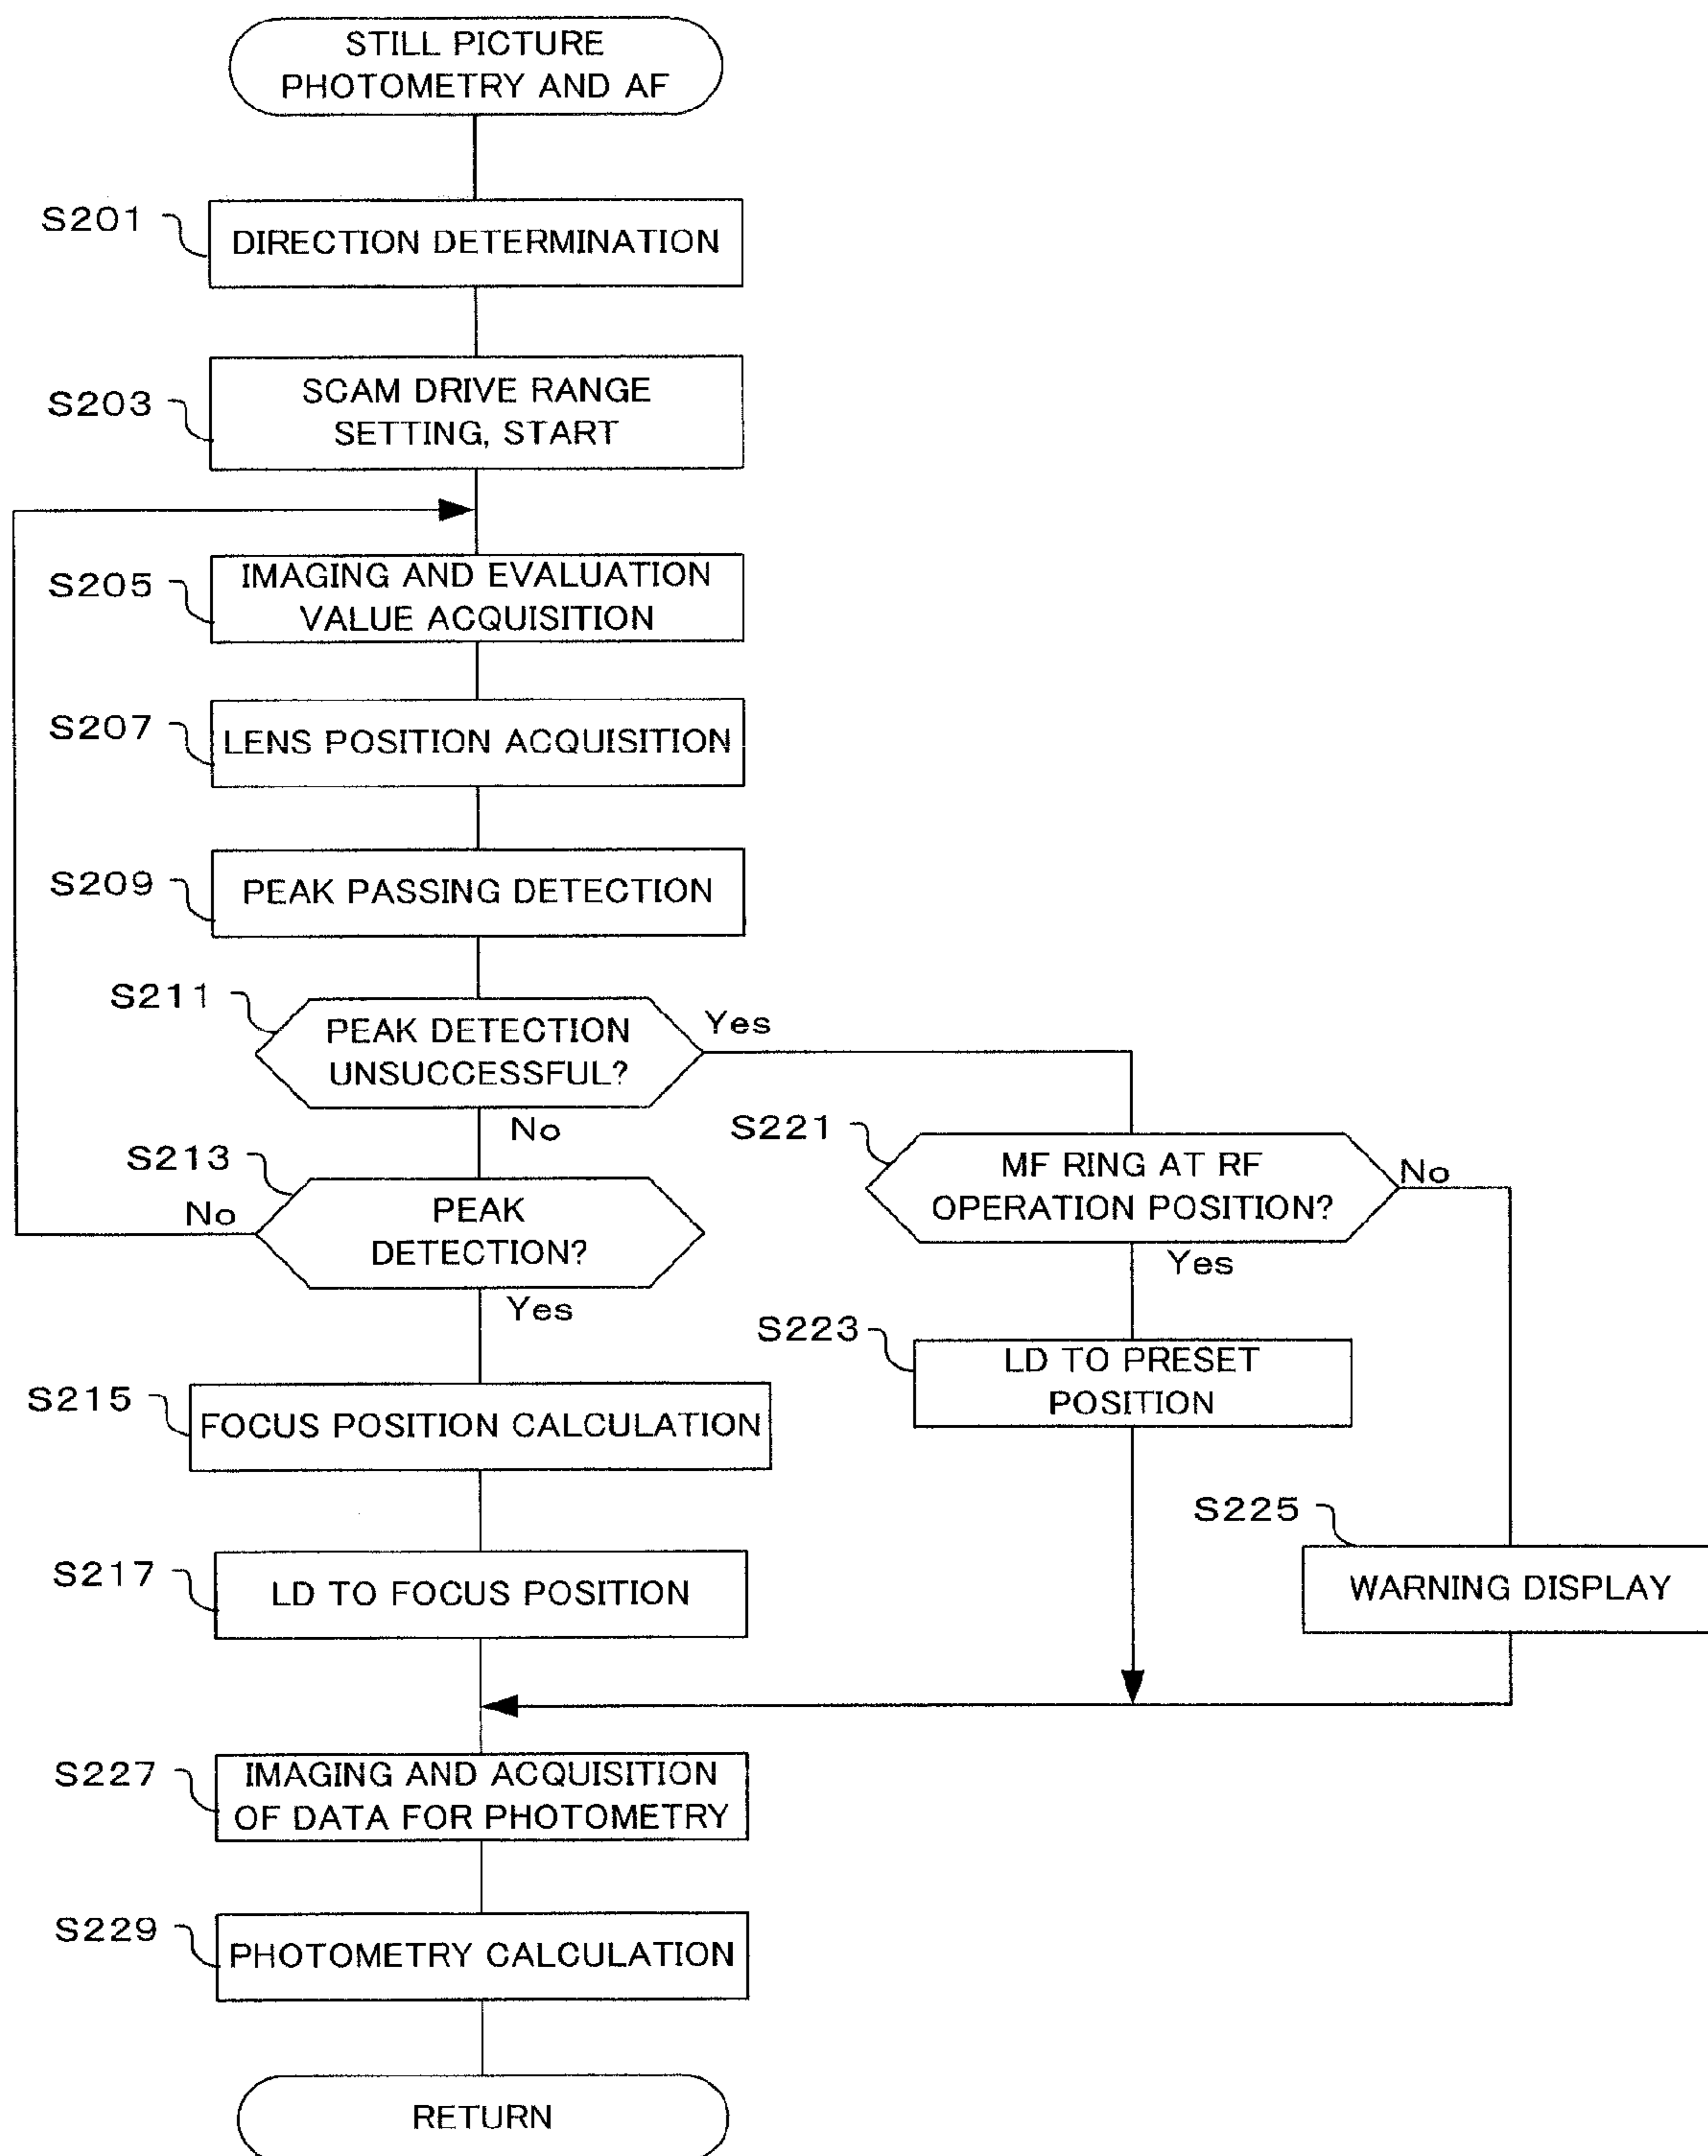 STILL PICTURE
PHOTOMETRY AND AF
S201
DIRECTION DETERMINATION
S203
SCAM DRIVE RANGE
SETTING, START
S205
IMAGING AND EVALUATION
VALUE ACQUISITION
S207
LENS POSITION ACQUISITION
S209
PEAK PASSING DETECTION
S211
PEAK DETECTION
UNSUCCESSFUL?
Yes
No
S213
PEAK
DETECTION?
No
Yes
S221
MF RING AT RF
OPERATION POSITION?
No
Yes
S223
LD TO PRESET
POSITION
S215
FOCUS POSITION CALCULATION
S225
WARNING DISPLAY
S217
LD TO FOCUS POSITION
S227
IMAGING AND ACQUISITION
OF DATA FOR PHOTOMETRY
S229
PHOTOMETRY CALCULATION
RETURN